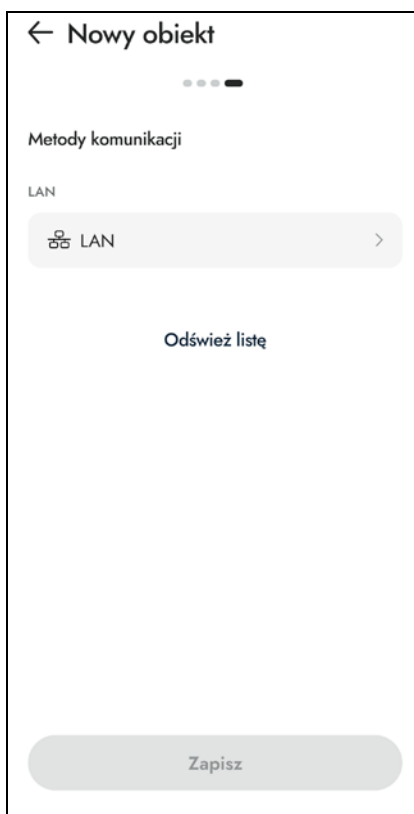 Nowy obiekt
Metody komunikacji
LAN
LAN
Odśwież listę
Zapisz